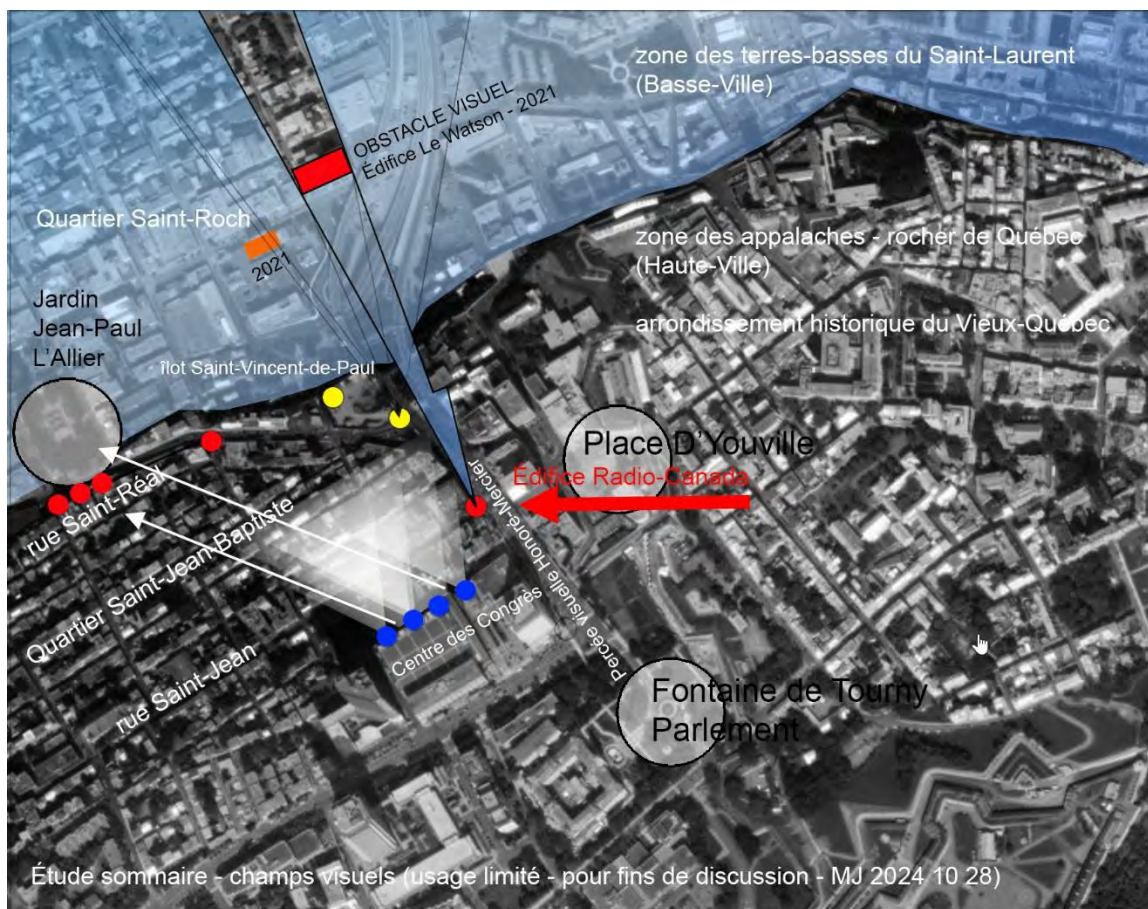 zone des terres-basses du Saint-Laurent
(Basse-Ville)
OBSTACLE VISUEL
Édifice Le Watson - 2021
Quartier Saint-Roch
2021
zone des appalaches - rocher de Québec
(Haute-Ville)
Jardin
Jean-Paul
L'Allier
arrondissement historique du Vieux-Québec
îlot Saint-Vincent-de-Paul
Place D'Youville
Édifice Radio-Canada
rue Saint-Réal
Quartier Saint-Jean-Baptiste
rue Saint-Jean
Centre des Congrès
Percée visuelle Honoré-Mercier
Fontaine de Tourny
Parlement
Étude sommaire - champs visuels (usage limité - pour fins de discussion - MJ 2024 10 28)